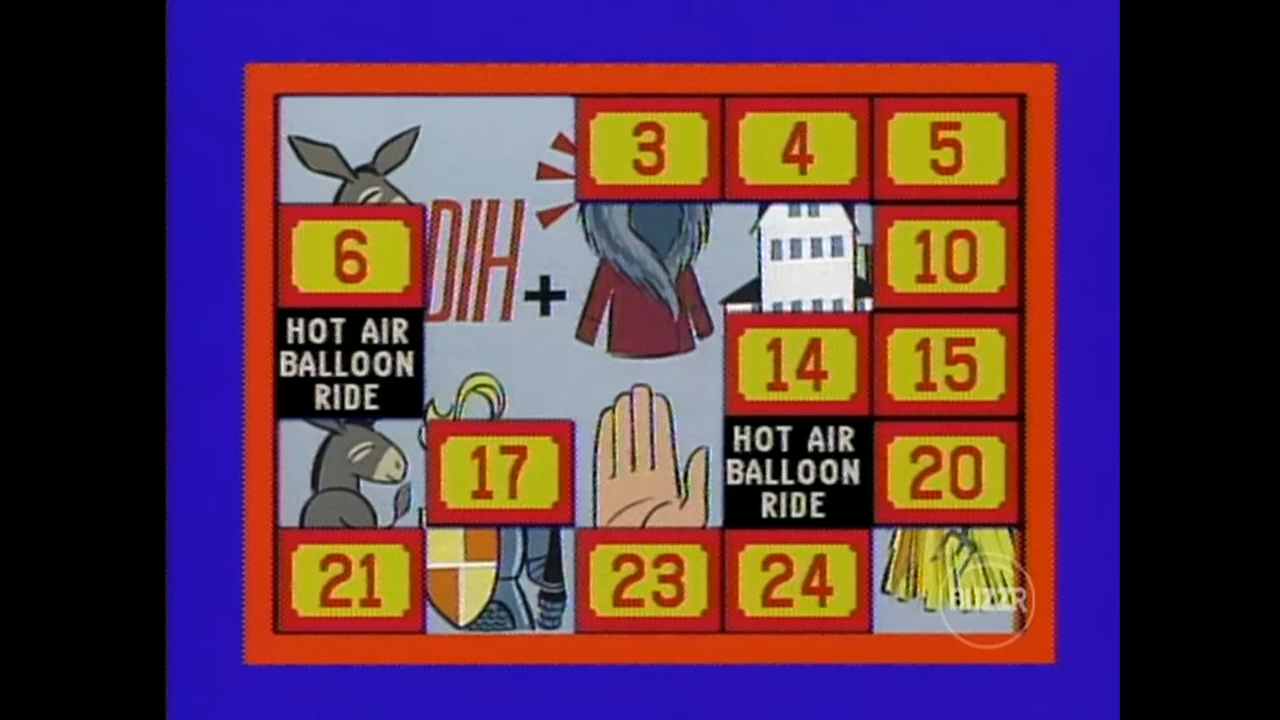 3 4 5
6 DIH + 10
HOT AIR
BALLOON
RIDE
14 15
17
HOT AIR
BALLOON
RIDE
20
21 23 24
BUZZR